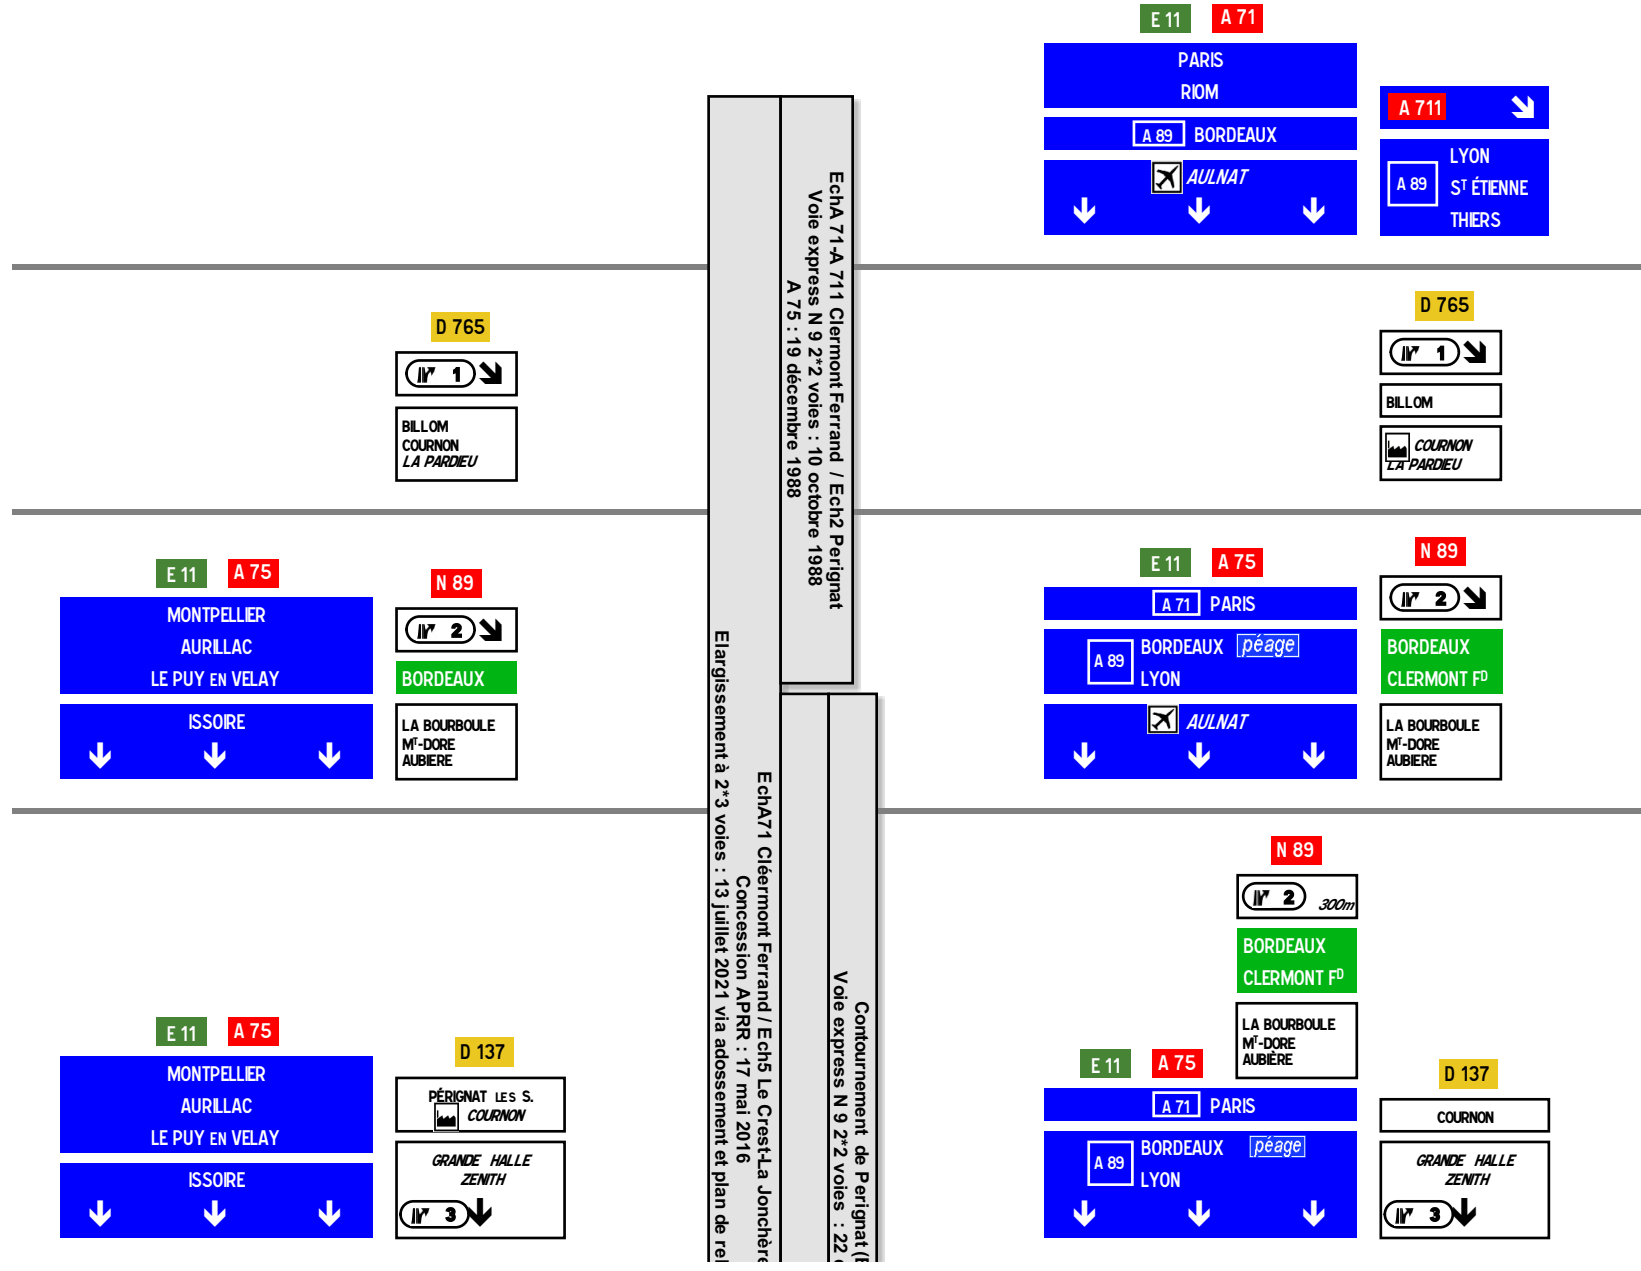 E 11 A 71
PARIS
RIOM
A 89 BORDEAUX
AULNAT
A 711
A 89
LYON
Sᵀ ÉTIENNE
THIERS
D 765
1
BILLOM
COURNON
LA PARDIEU
D 765
1
BILLOM
COURNON
LA PARDIEU
EchA 71-A 711 Clermont Ferrand / Ech2 Perignat
Voie express N 9 2*2 voies : 10 octobre 1988
A 75 : 19 décembre 1988
E 11 A 75
MONTPELLIER
AURILLAC
LE PUY EN VELAY
ISSOIRE
N 89
2
BORDEAUX
LA BOURBOULE
Mᵀ-DORE
AUBIERE
E 11 A 75
A 71 PARIS
A 89
BORDEAUX péage
LYON
AULNAT
N 89
2
BORDEAUX
CLERMONT Fᴰ
LA BOURBOULE
Mᵀ-DORE
AUBIERE
EchA71 Cléermont Ferrand / Ech5 Le Crest-La Jonchère
Concession APRR : 17 mai 2016
Elargissement à 2*3 voies : 13 juillet 2021 via adossement et plan de rel
Contournement de Perignat (E
Voie express N 9 2*2 voies : 22
N 89
2 300m
BORDEAUX
CLERMONT Fᴰ
LA BOURBOULE
Mᵀ-DORE
AUBIÈRE
E 11 A 75
MONTPELLIER
AURILLAC
LE PUY EN VELAY
ISSOIRE
D 137
PÉRIGNAT LES S.
COURNON
GRANDE HALLE
ZENITH
3
E 11 A 75
A 71 PARIS
A 89
BORDEAUX péage
LYON
D 137
COURNON
GRANDE HALLE
ZENITH
3